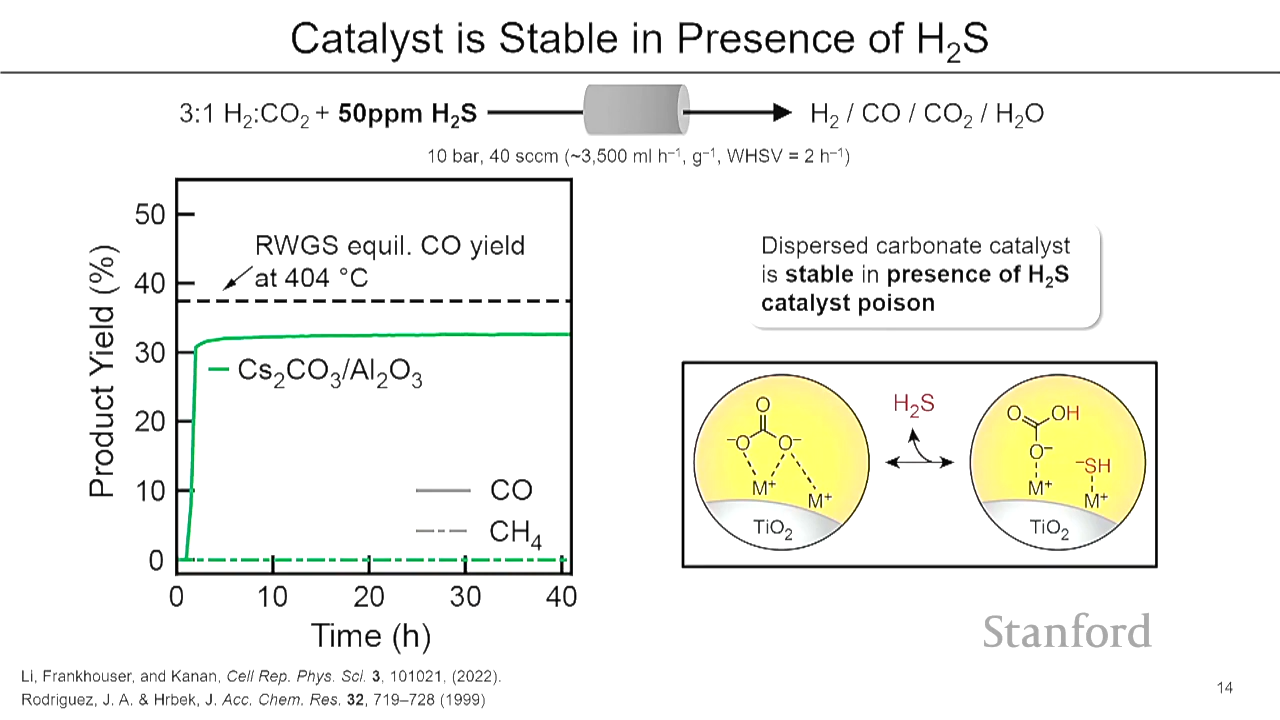 Catalyst is Stable in Presence of H₂S
3:1 H₂:CO₂ + 50ppm H₂S
H₂ / CO / CO₂ / H₂O
10 bar, 40 sccm (~3,500 ml h⁻¹, g⁻¹, WHSV = 2 h⁻¹)
Product Yield (%)
50
40
30
20
10
0
RWGS equil. CO yield
at 404 °C
Cs₂CO₃/Al₂O₃
CO
CH₄
0 10 20 30 40
Time (h)
Dispersed carbonate catalyst
is stable in presence of H₂S
catalyst poison
O
⁻O O⁻
M⁺ M⁺
TiO₂
H₂S
O OH
O⁻
⁻SH
M⁺ M⁺
TiO₂
Stanford
Li, Frankhouser, and Kanan, Cell Rep. Phys. Sci. 3, 101021, (2022).
Rodriguez, J. A. & Hrbek, J. Acc. Chem. Res. 32, 719–728 (1999)
14